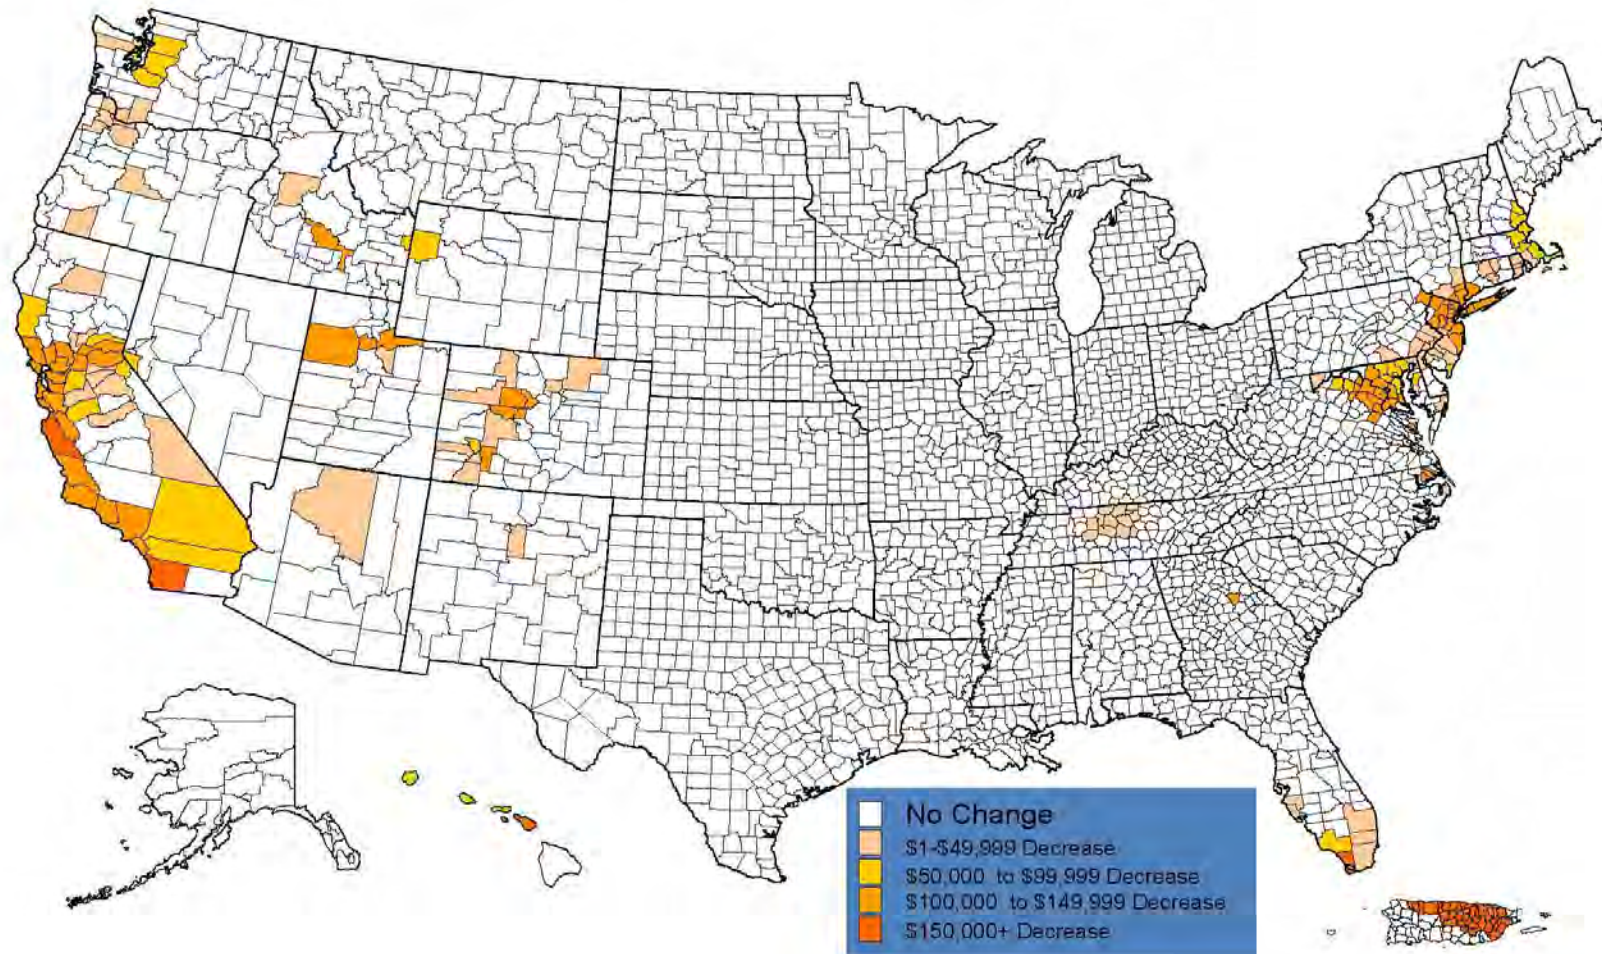 No Change
$1-$49,999 Decrease
$50,000 to $99,999 Decrease
$100,000 to $149,999 Decrease
$150,000+ Decrease